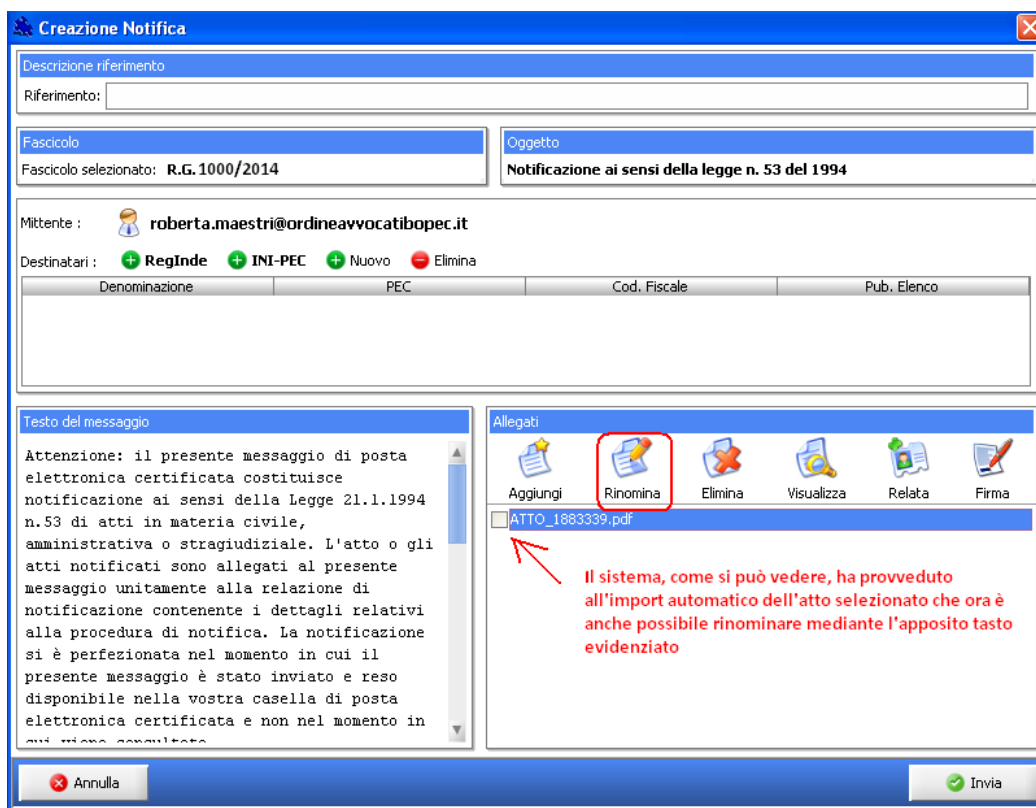 Creazione Notifica
Descrizione riferimento
Riferimento:
Fascicolo
Fascicolo selezionato: R.G. 1000/2014
Oggetto
Notificazione ai sensi della legge n. 53 del 1994
Mittente : roberta.maestri@ordineavvocatibopec.it
Destinatari : RegInde INI-PEC Nuovo Elimina
Denominazione PEC Cod. Fiscale Pub. Elenco
Testo del messaggio
Attenzione: il presente messaggio di posta
elettronica certificata costituisce
notificazione ai sensi della Legge 21.1.1994
n.53 di atti in materia civile,
amministrativa o stragiudiziale. L'atto o gli
atti notificati sono allegati al presente
messaggio unitamente alla relazione di
notificazione contenente i dettagli relativi
alla procedura di notifica. La notificazione
si è perfezionata nel momento in cui il
presente messaggio è stato inviato e reso
disponibile nella vostra casella di posta
elettronica certificata e non nel momento in
Allegati
Aggiungi Rinomina Elimina Visualizza Relata Firma
ATTO_1883339.pdf
Il sistema, come si può vedere, ha provveduto
all'import automatico dell'atto selezionato che ora è
anche possibile rinominare mediante l'apposito tasto
evidenziato
Annulla
Invia